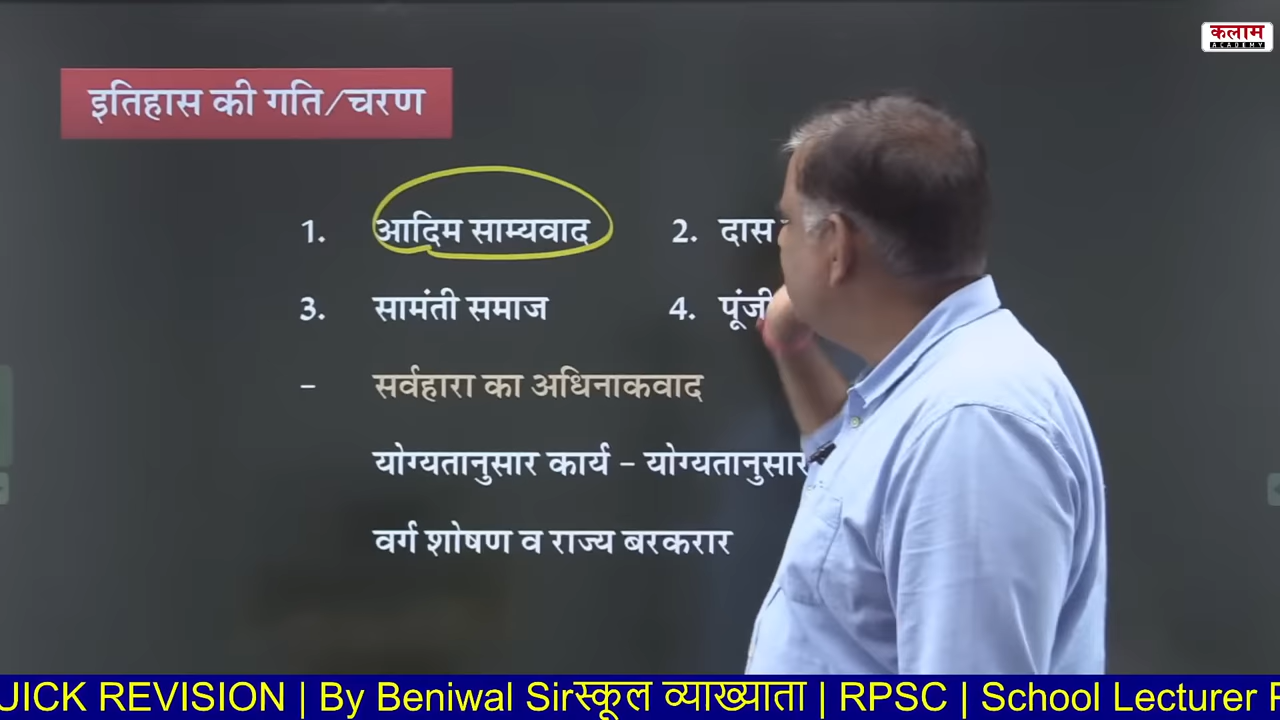 कलाम
ACADEMY
इतिहास की गति/चरण
1. आदिम साम्यवाद 2. दास
3. सामंती समाज 4. पूंजी
- सर्वहारा का अधिनाकवाद
योग्यतानुसार कार्य - योग्यतानुसार
वर्ग शोषण व राज्य बरकरार
QUICK REVISION | By Beniwal Sirस्कूल व्याख्याता | RPSC | School Lecturer